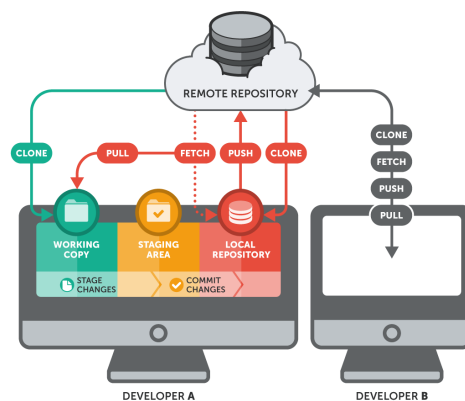 REMOTE REPOSITORY
CLONE
PULL
FETCH
PUSH
CLONE
CLONE
FETCH
PUSH
PULL
WORKING
COPY
STAGING
AREA
LOCAL
REPOSITORY
STAGE
CHANGES
COMMIT
CHANGES
DEVELOPER A
DEVELOPER B